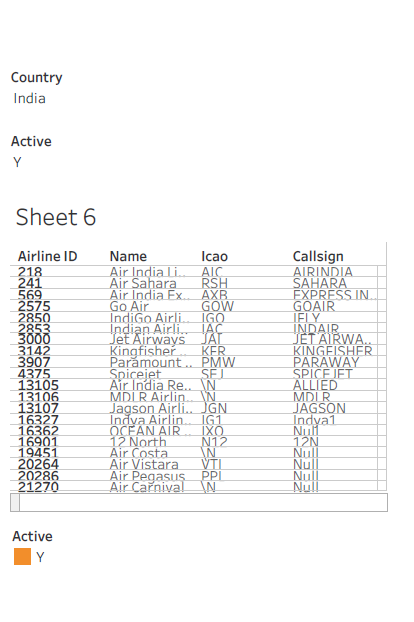 Country
India
Active
Y
Sheet 6
Airline ID Name Icao Callsign
218 Air India Li.. AIC AIRINDIA
241 Air Sahara RSH SAHARA
569 Air India Ex.. AXB EXPRESS IN..
2575 Go Air GOW GOAIR
2850 IndiGo Airli.. IGO IFLY
2853 Indian Airli.. IAC INDAIR
3000 Jet Airways JAI JET AIRWA..
3142 Kingfisher .. KFR KINGFISHER
3907 Paramount .. PMW PARAWAY
4375 Spicejet SEJ SPICEJET
13105 Air India Re.. \N ALLIED
13106 MDLR Airlin.. \N MDLR
13107 Jagson Airli.. JGN JAGSON
16327 Indya Airlin.. IG1 Indya1
16362 OCEAN AIR .. IXO Null
16901 12 North N12 12N
19451 Air Costa \N Null
20264 Air Vistara VTI Null
20286 Air Pegasus PPL Null
21270 Air Carnival \N Null
Active
Y